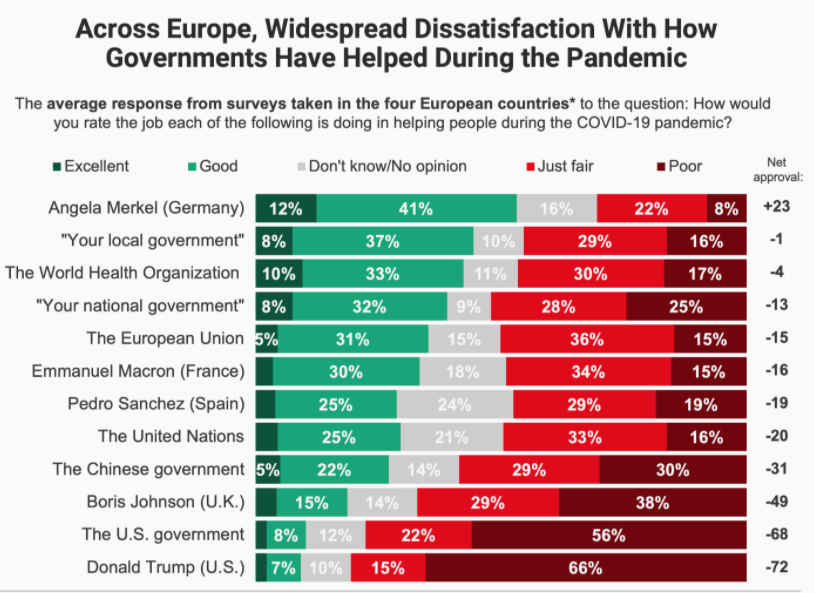 Across Europe, Widespread Dissatisfaction With How
Governments Have Helped During the Pandemic
The average response from surveys taken in the four European countries* to the question: How would
you rate the job each of the following is doing in helping people during the COVID-19 pandemic?
Excellent Good Don't know/No opinion Just fair Poor Net
approval:
Angela Merkel (Germany) 12% 41% 16% 22% 8% +23
"Your local government" 8% 37% 10% 29% 16% -1
The World Health Organization 10% 33% 11% 30% 17% -4
"Your national government" 8% 32% 9% 28% 25% -13
The European Union 5% 31% 15% 36% 15% -15
Emmanuel Macron (France) 30% 18% 34% 15% -16
Pedro Sanchez (Spain) 25% 24% 29% 19% -19
The United Nations 25% 21% 33% 16% -20
The Chinese government 5% 22% 14% 29% 30% -31
Boris Johnson (U.K.) 15% 14% 29% 38% -49
The U.S. government 8% 12% 22% 56% -68
Donald Trump (U.S.) 7% 10% 15% 66% -72